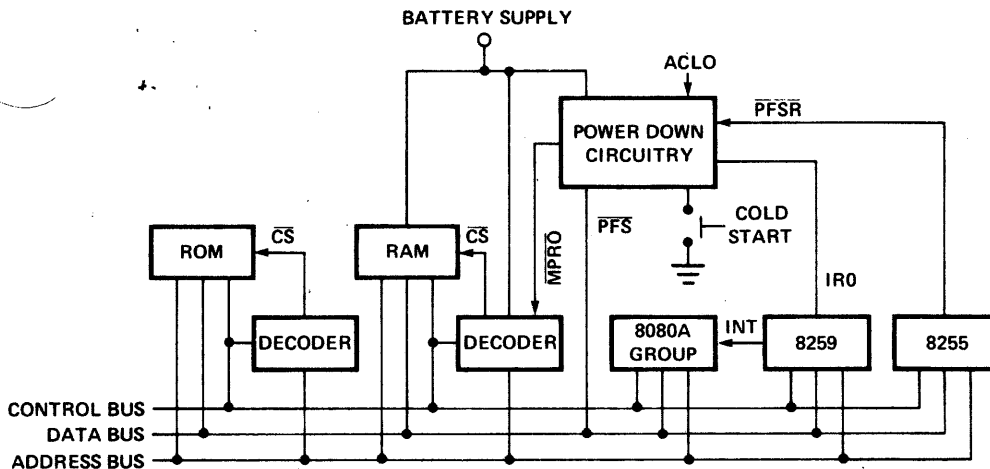 BATTERY SUPPLY
ACLO
POWER DOWN
CIRCUITRY
PFSR
COLD
START
PFS
MPRO
ROM
CS
RAM
CS
IR0
DECODER
DECODER
8080A
GROUP
INT
8259
8255
CONTROL BUS
DATA BUS
ADDRESS BUS